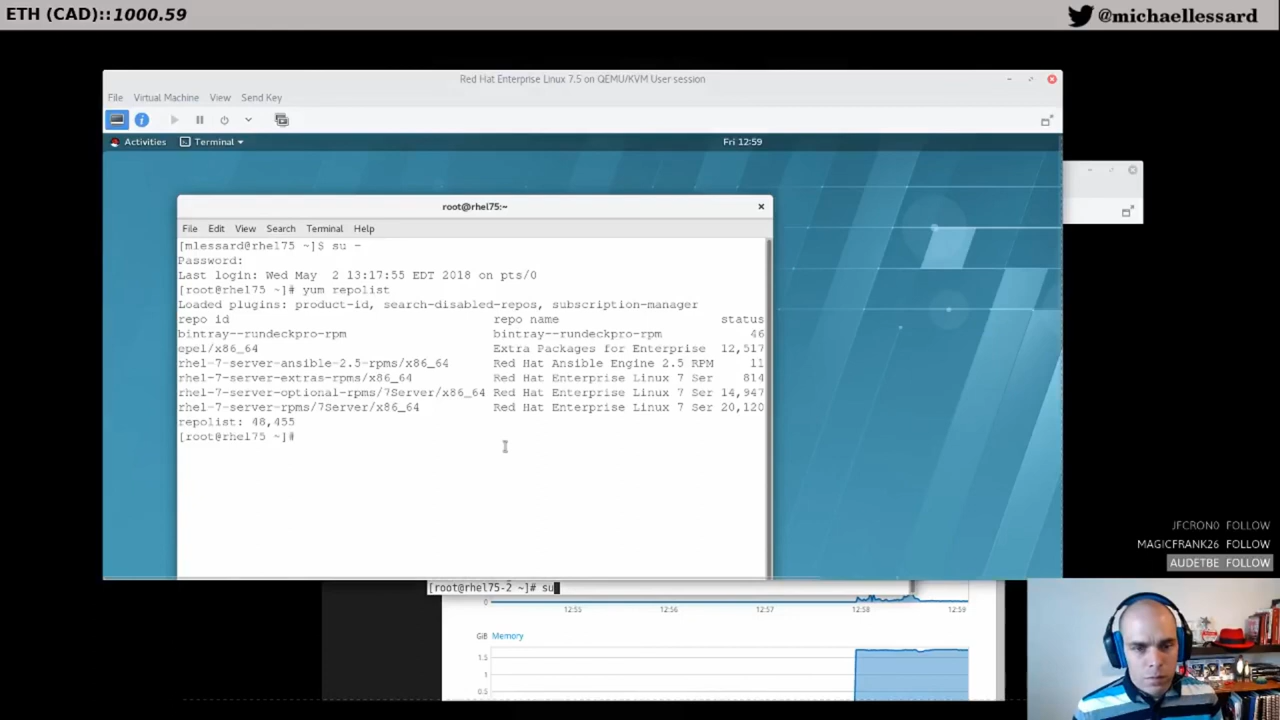 ETH (CAD)::1000.59
@michaellessard
Red Hat Enterprise Linux 7.5 on QEMU/KVM User session
File Virtual Machine View Send Key
Activities Terminal Fri 12:59
root@rhel75:~
File Edit View Search Terminal Help
[mlessard@rhel75 ~]$ su -
Password:
Last login: Wed May  2 13:17:55 EDT 2018 on pts/0
[root@rhel75 ~]# yum repolist
Loaded plugins: product-id, search-disabled-repos, subscription-manager
repo id repo name status
bintray--rundeckpro-rpm bintray--rundeckpro-rpm 46
epel/x86_64 Extra Packages for Enterprise 12,517
rhel-7-server-ansible-2.5-rpms/x86_64 Red Hat Ansible Engine 2.5 RPM 11
rhel-7-server-extras-rpms/x86_64 Red Hat Enterprise Linux 7 Ser 814
rhel-7-server-optional-rpms/7Server/x86_64 Red Hat Enterprise Linux 7 Ser 14,947
rhel-7-server-rpms/7Server/x86_64 Red Hat Enterprise Linux 7 Ser 20,120
repolist: 48,455
[root@rhel75 ~]#
JFCRON0 FOLLOW
MAGICFRANK26 FOLLOW
AUDETBE FOLLOW
[root@rhel75-2 ~]# su
0
12:55 12:56 12:57 12:58 12:59
GiB Memory
1.5
1
0.5